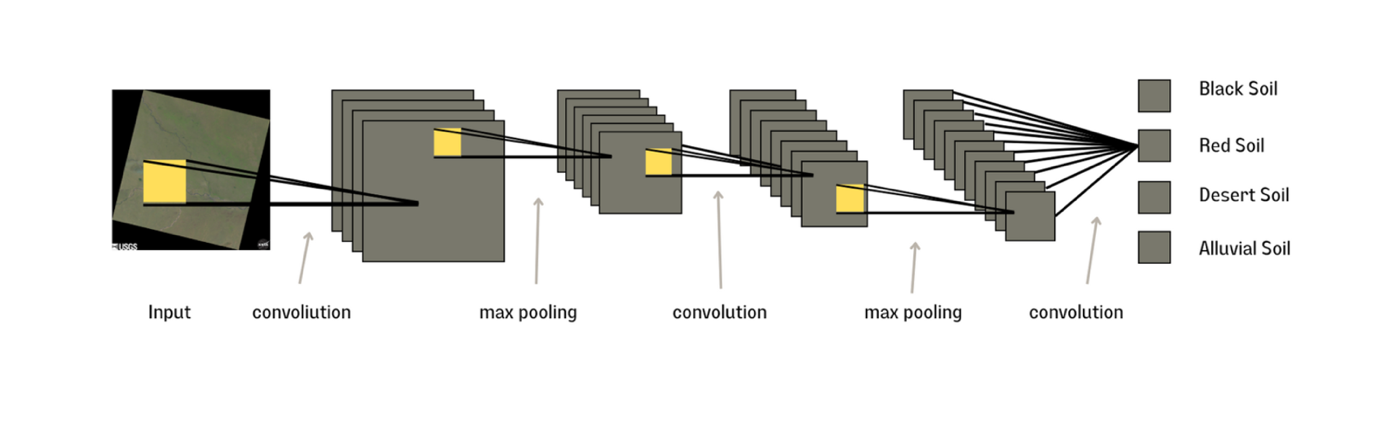 Black Soil
Red Soil
Desert Soil
Alluvial Soil
USGS
Input
convoliution
max pooling
convolution
max pooling
convolution